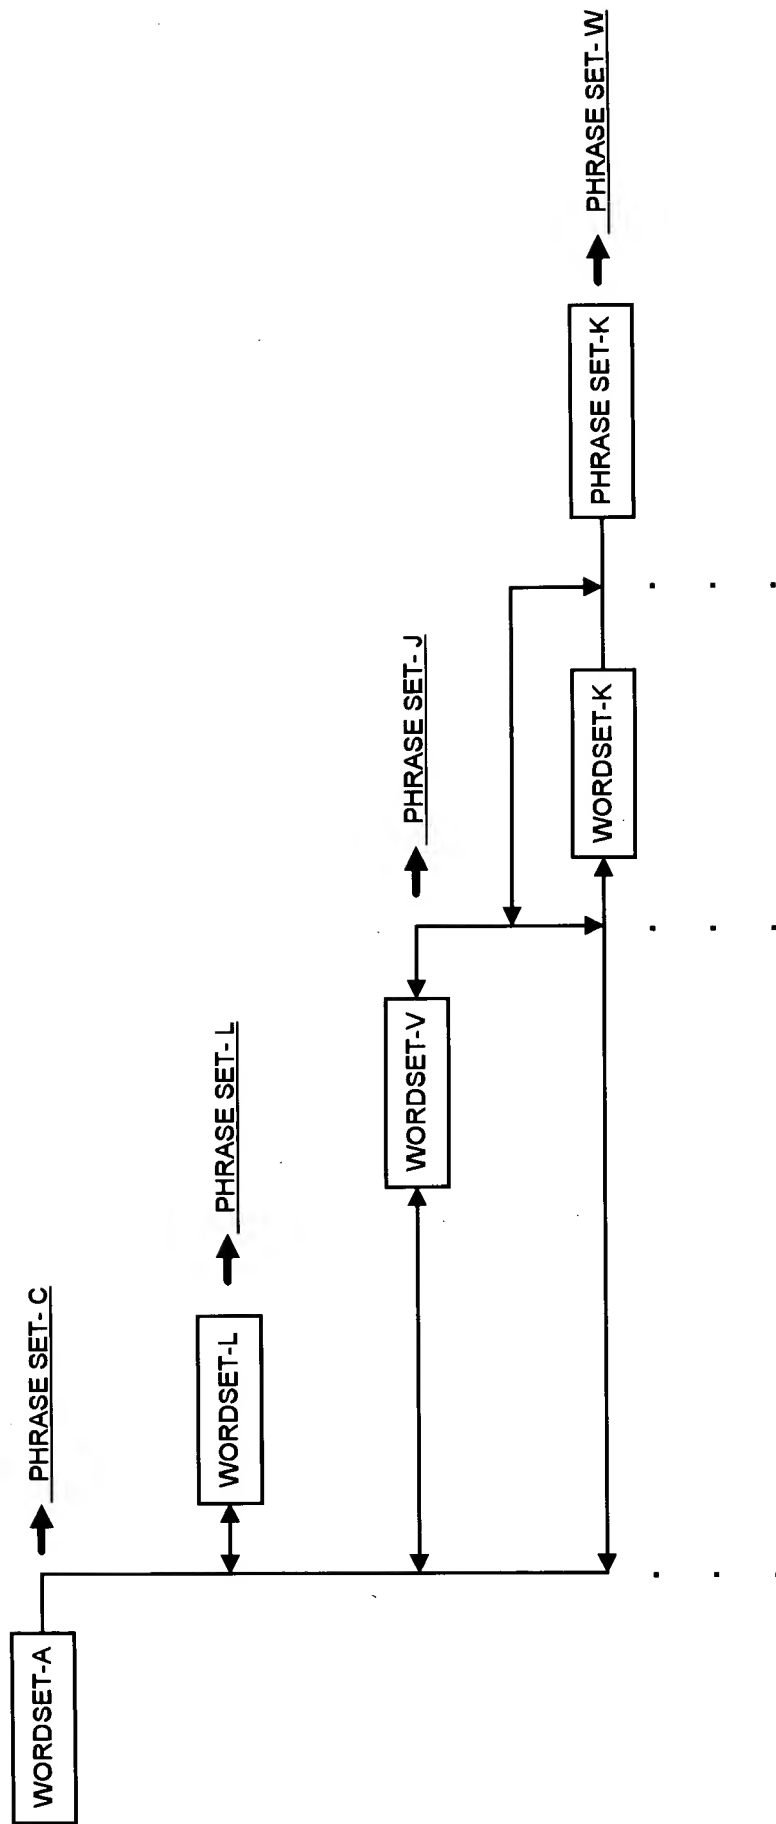 WORDSET-A
PHRASE SET- C
WORDSET-L
PHRASE SET- L
WORDSET-V
PHRASE SET- J
WORDSET-K
PHRASE SET-K
PHRASE SET- W